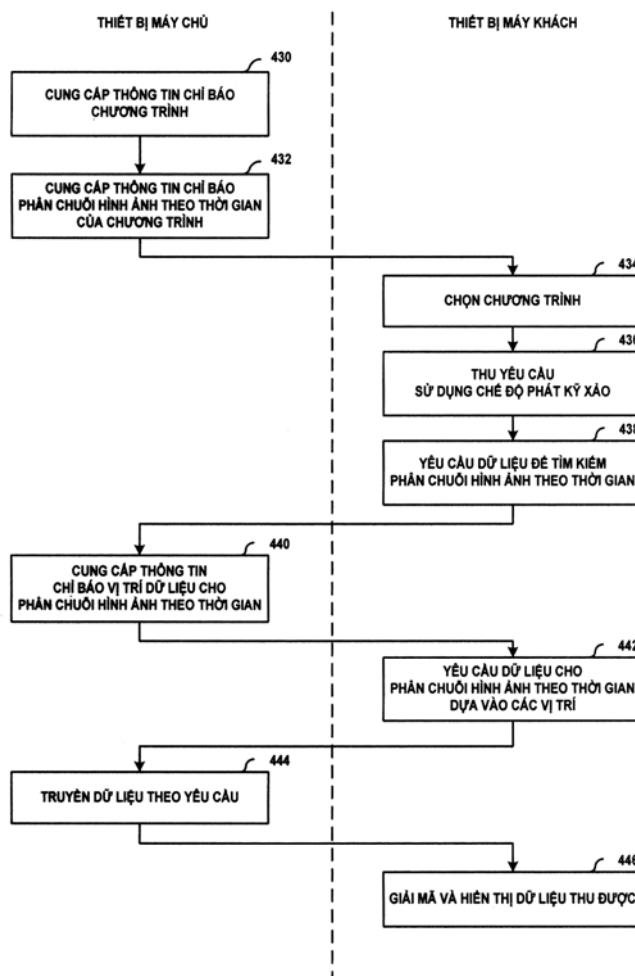 THIẾT BỊ MÁY CHỦ
THIẾT BỊ MÁY KHÁCH
430
CUNG CẤP THÔNG TIN CHỈ BÁO
CHƯƠNG TRÌNH
432
CUNG CẤP THÔNG TIN CHỈ BÁO
PHÂN CHUỖI HÌNH ẢNH THEO THỜI GIAN
CỦA CHƯƠNG TRÌNH
434
CHỌN CHƯƠNG TRÌNH
436
THU YÊU CẦU
SỬ DỤNG CHẾ ĐỘ PHÁT KỸ XẢO
438
YÊU CẦU DỮ LIỆU ĐỂ TÌM KIẾM
PHÂN CHUỖI HÌNH ẢNH THEO THỜI GIAN
440
CUNG CẤP THÔNG TIN
CHỈ BÁO VỊ TRÍ DỮ LIỆU CHO
PHÂN CHUỖI HÌNH ẢNH THEO THỜI GIAN
442
YÊU CẦU DỮ LIỆU CHO
PHÂN CHUỖI HÌNH ẢNH THEO THỜI GIAN
DỰA VÀO CÁC VỊ TRÍ
444
TRUYỀN DỮ LIỆU THEO YÊU CẦU
446
GIẢI MÃ VÀ HIỂN THỊ DỮ LIỆU THU ĐƯỢC